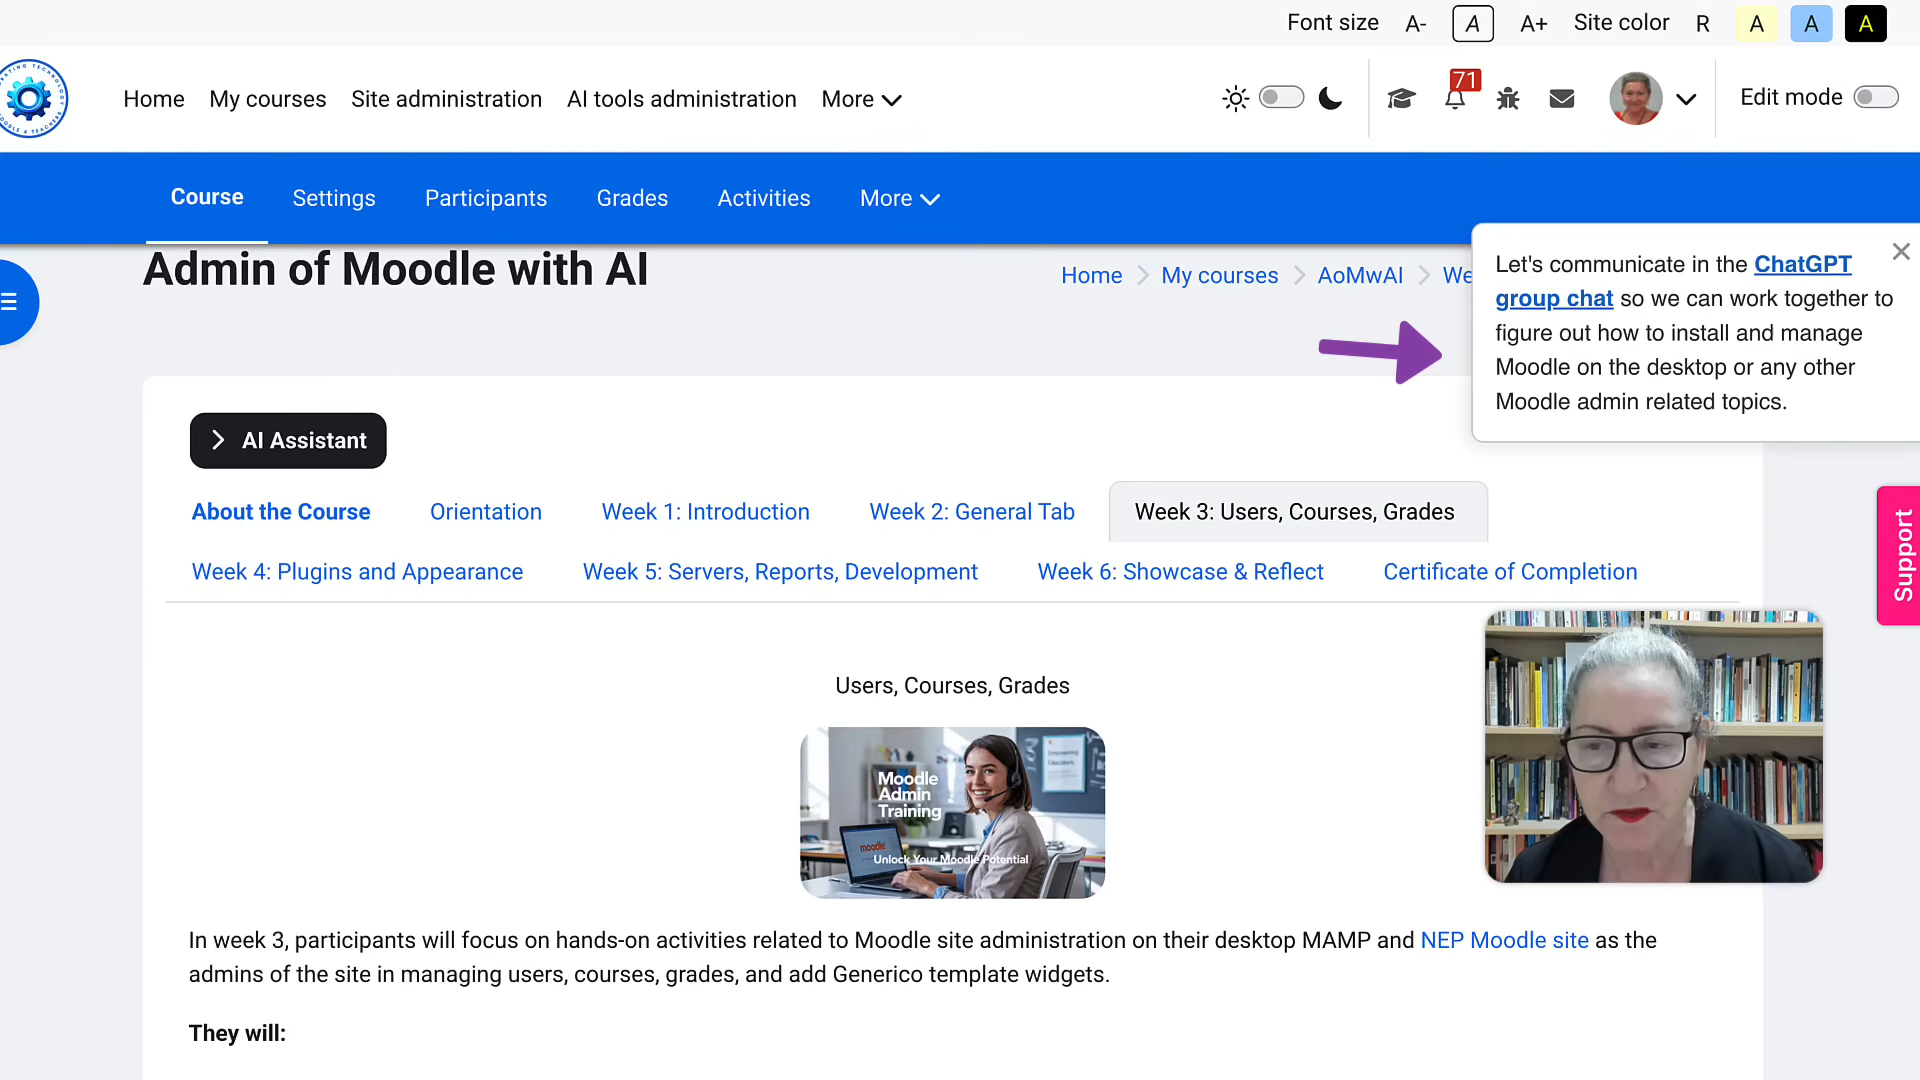 Font size A- A A+ Site color R A A A
Home My courses Site administration AI tools administration More 71 Edit mode
Course Settings Participants Grades Activities More
Admin of Moodle with AI
Home My courses AoMwAI We
Let's communicate in the ChatGPT
group chat so we can work together to
figure out how to install and manage
Moodle on the desktop or any other
Moodle admin related topics.
AI Assistant
About the Course Orientation Week 1: Introduction Week 2: General Tab Week 3: Users, Courses, Grades
Week 4: Plugins and Appearance Week 5: Servers, Reports, Development Week 6: Showcase & Reflect Certificate of Completion
Support
Users, Courses, Grades
Moodle
Admin
Training
moodle
Unlock Your Moodle Potential
In week 3, participants will focus on hands-on activities related to Moodle site administration on their desktop MAMP and NEP Moodle site as the
admins of the site in managing users, courses, grades, and add Generico template widgets.
They will: